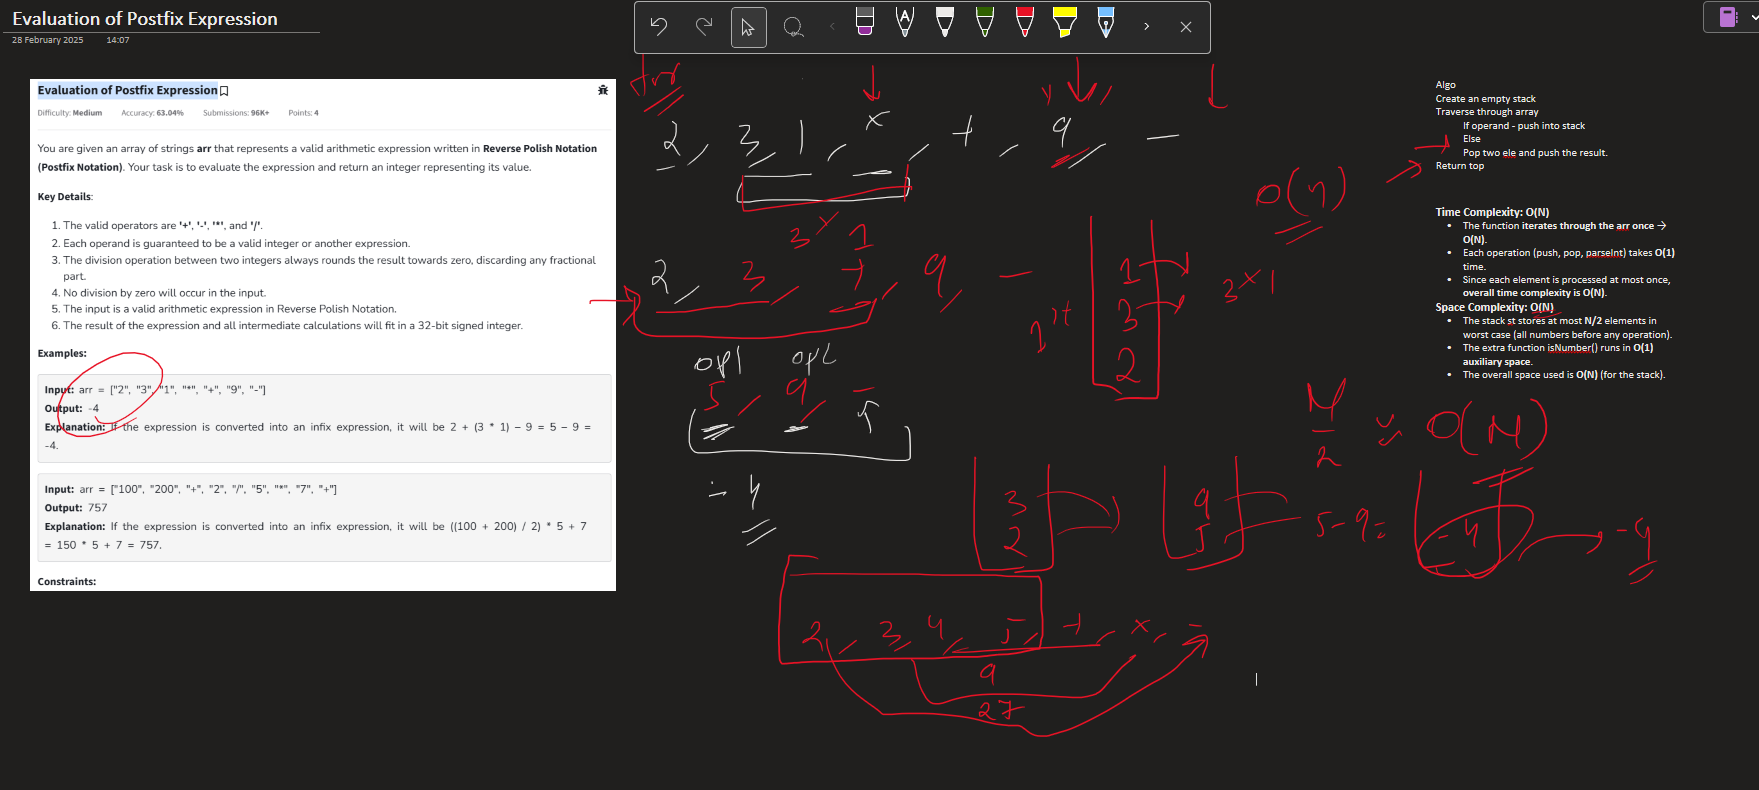 Evaluation of Postfix Expression
28 February 2025 14:07
Evaluation of Postfix Expression
Difficulty: Medium Accuracy: 63.04% Submissions: 96K+ Points: 4
You are given an array of strings arr that represents a valid arithmetic expression written in Reverse Polish Notation
(Postfix Notation). Your task is to evaluate the expression and return an integer representing its value.
Key Details:
1. The valid operators are '+', '-', '*', and '/'.
2. Each operand is guaranteed to be a valid integer or another expression.
3. The division operation between two integers always rounds the result towards zero, discarding any fractional
part.
4. No division by zero will occur in the input.
5. The input is a valid arithmetic expression in Reverse Polish Notation.
6. The result of the expression and all intermediate calculations will fit in a 32-bit signed integer.
Examples:
Input: arr = ["2", "3", "1", "*", "+", "9", "-"]
Output: -4
Explanation: If the expression is converted into an infix expression, it will be 2 + (3 * 1) – 9 = 5 – 9 =
-4.
Input: arr = ["100", "200", "+", "2", "/", "5", "*", "7", "+"]
Output: 757
Explanation: If the expression is converted into an infix expression, it will be ((100 + 200) / 2) * 5 + 7
= 150 * 5 + 7 = 757.
Constraints:
A
Arr
2, 3, 1, x, +, 9, -
3 x 1
2, 3, +, 9, -
op1 op2
5, 9, -
-4
1
3
2
3 x 1
O(n)
N
2
≈ O(N)
3
2
9
5
5-9=
-4
-4
2, 3, 4, 5, +, x, -
9
27
Algo
Create an empty stack
Traverse through array
If operand - push into stack
Else
Pop two ele and push the result.
Return top
Time Complexity: O(N)
• The function iterates through the arr once →
O(N).
• Each operation (push, pop, parseInt) takes O(1)
time.
• Since each element is processed at most once,
overall time complexity is O(N).
Space Complexity: O(N)
• The stack st stores at most N/2 elements in
worst case (all numbers before any operation).
• The extra function isNumber() runs in O(1)
auxiliary space.
• The overall space used is O(N) (for the stack).